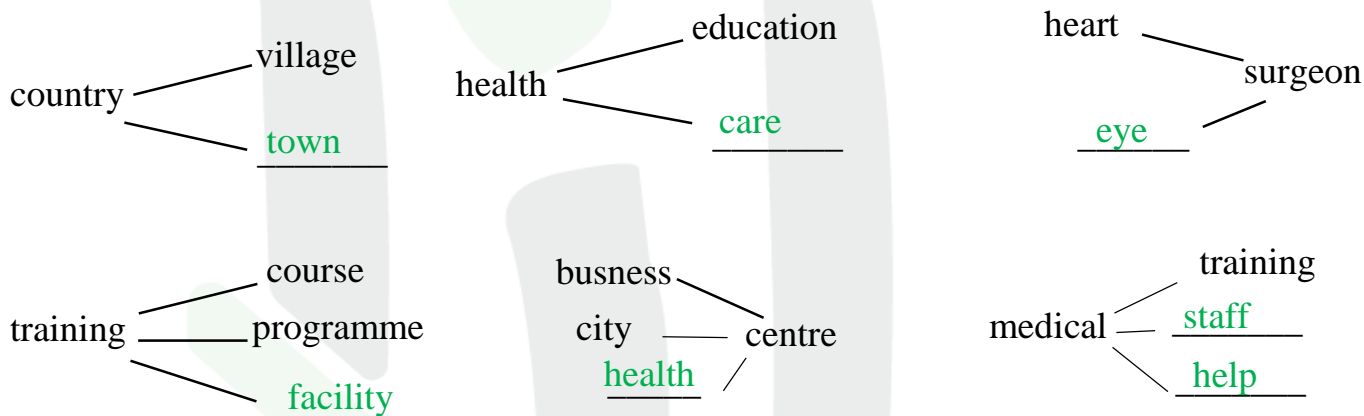 country
village
town
health
education
care
heart
eye
surgeon
training
course
programme
facility
busness
city
health
centre
medical
training
staff
help